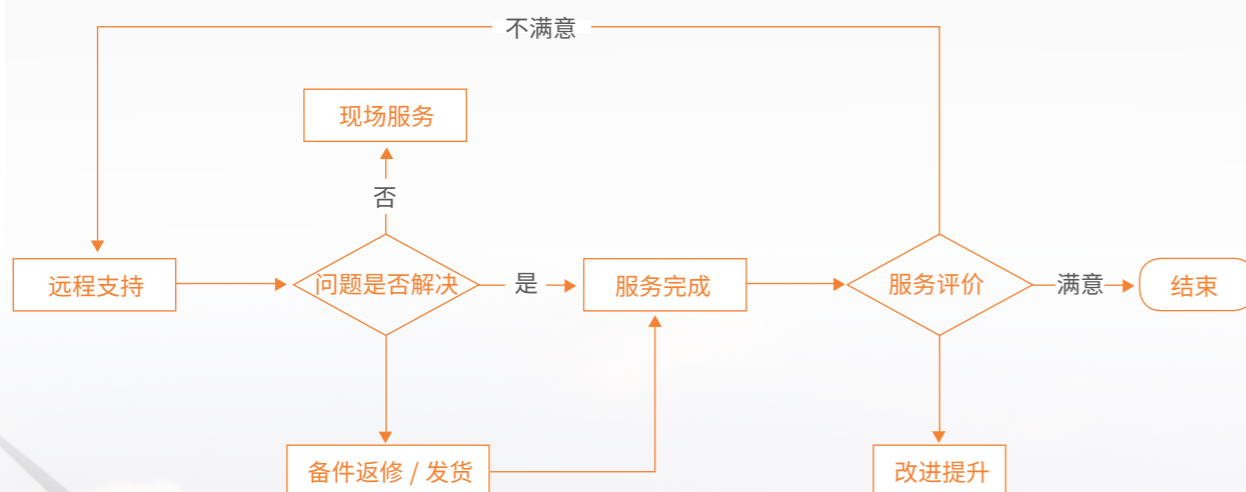 不满意
现场服务
否
远程支持
问题是否解决
是
服务完成
服务评价
满意
结束
备件返修 / 发货
改进提升